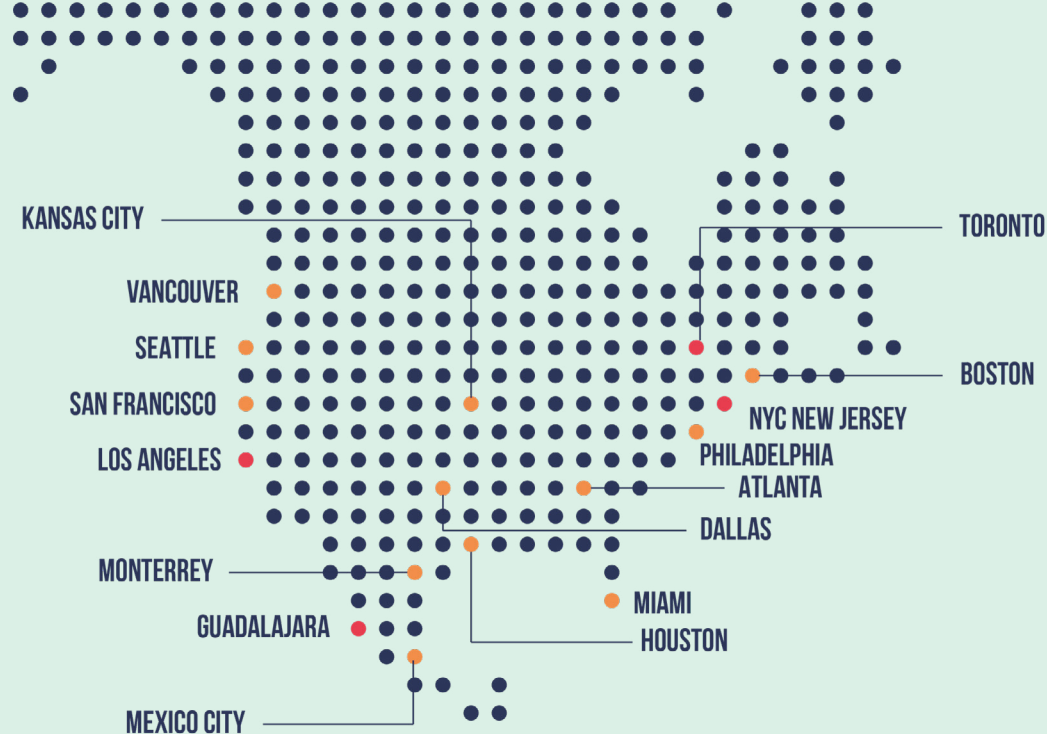 KANSAS CITY
TORONTO
VANCOUVER
SEATTLE
BOSTON
SAN FRANCISCO
NYC NEW JERSEY
LOS ANGELES
PHILADELPHIA
ATLANTA
DALLAS
MONTERREY
MIAMI
GUADALAJARA
HOUSTON
MEXICO CITY